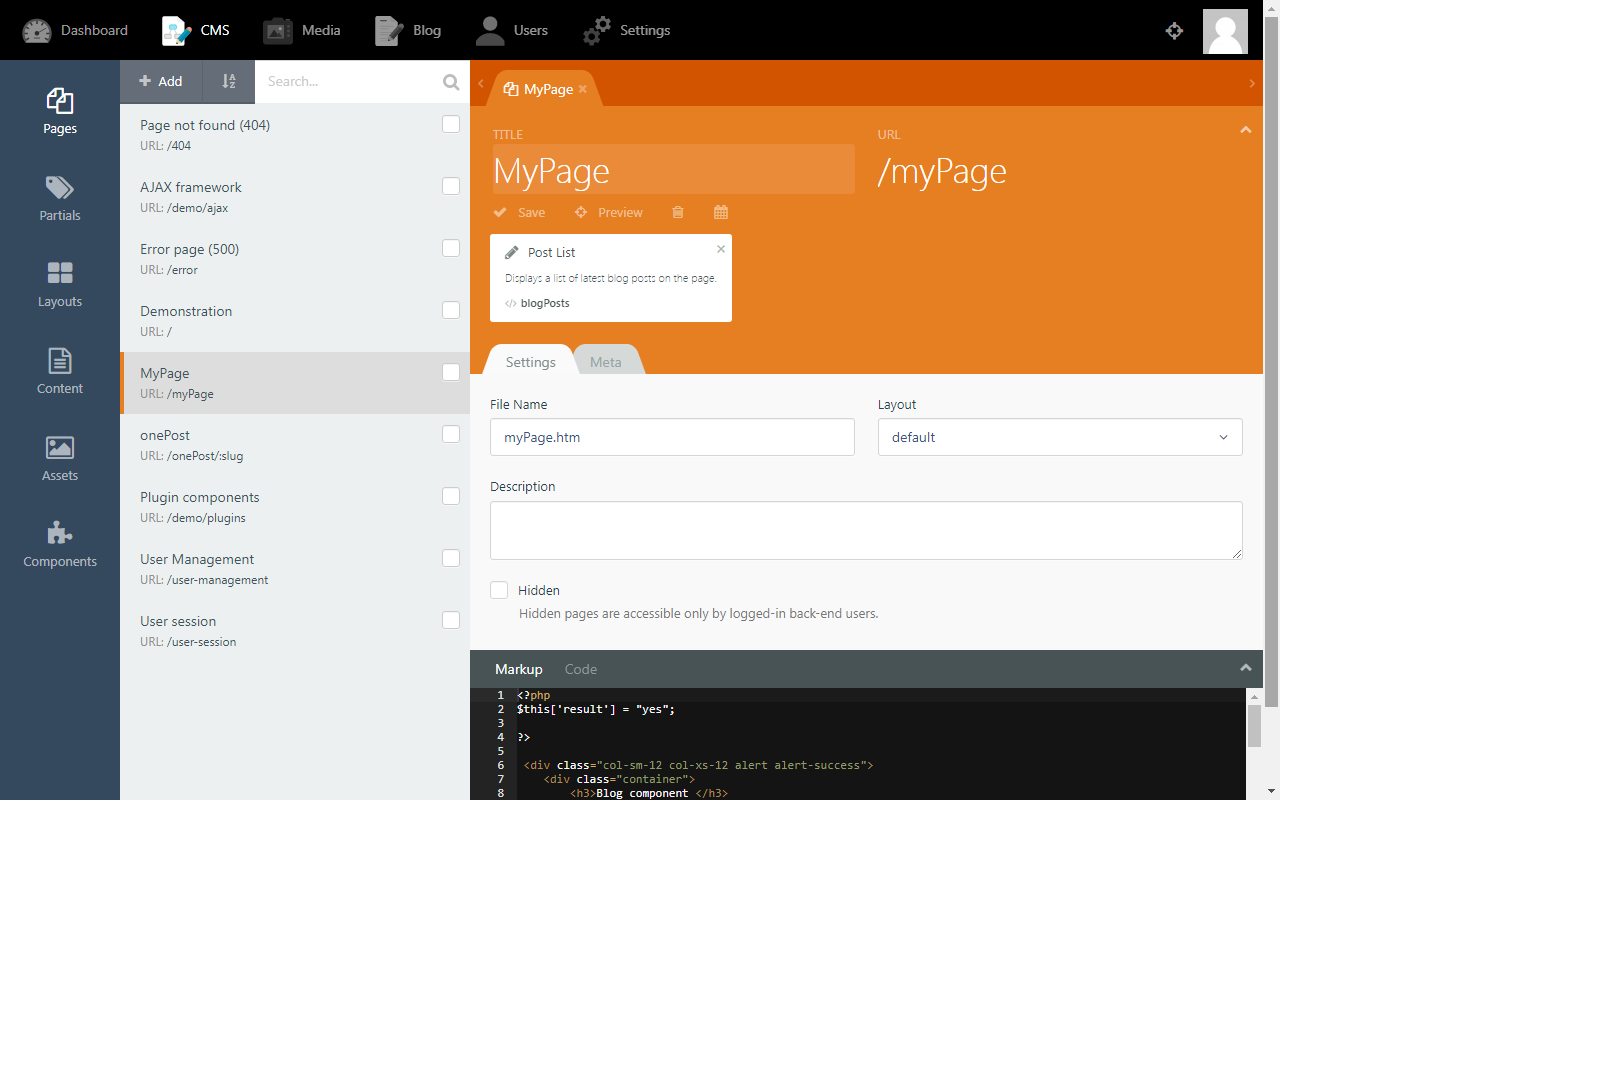 Dashboard CMS Media Blog Users Settings
Pages
Partials
Layouts
Content
Assets
Components
Add Search...
Page not found (404)
URL: /404
AJAX framework
URL: /demo/ajax
Error page (500)
URL: /error
Demonstration
URL: /
MyPage
URL: /myPage
onePost
URL: /onePost/:slug
Plugin components
URL: /demo/plugins
User Management
URL: /user-management
User session
URL: /user-session
MyPage
TITLE URL
MyPage /myPage
Save Preview
Post List
Displays a list of latest blog posts on the page.
</> blogPosts
Settings Meta
File Name Layout
myPage.htm default
Description
Hidden
Hidden pages are accessible only by logged-in back-end users.
Markup Code
1 <?php
2 $this['result'] = "yes";
3
4 ?>
5
6 <div class="col-sm-12 col-xs-12 alert alert-success">
7 <div class="container">
8 <h3>Blog component </h3>